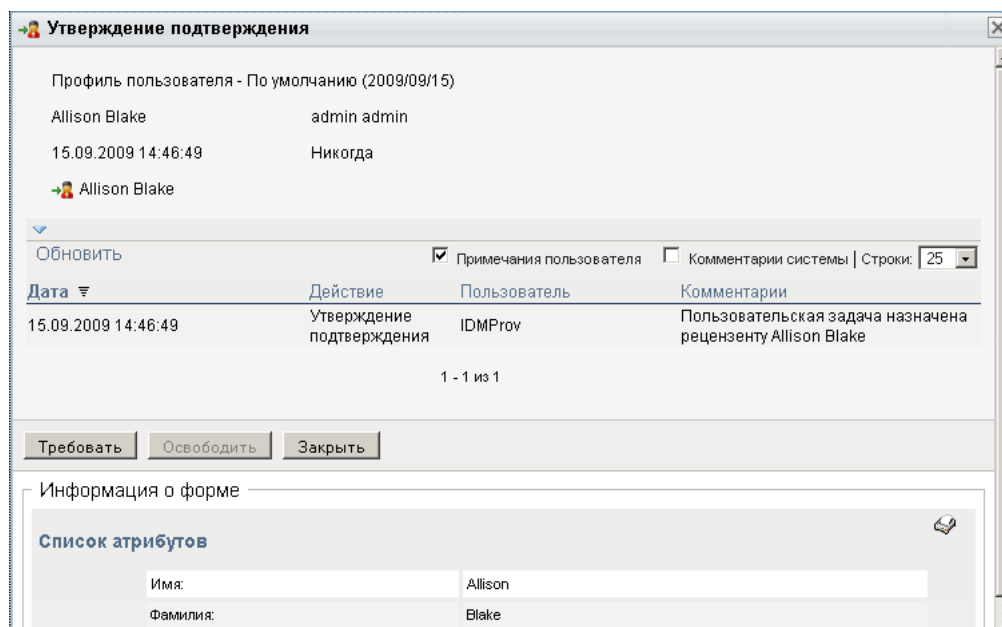 Утверждение подтверждения
Профиль пользователя - По умолчанию (2009/09/15)
Allison Blake admin admin
15.09.2009 14:46:49 Никогда
Allison Blake
Обновить Примечания пользователя Комментарии системы | Строки: 25
Дата Действие Пользователь Комментарии
15.09.2009 14:46:49 Утверждение подтверждения IDMProv Пользовательская задача назначена рецензенту Allison Blake
1 - 1 из 1
Требовать Освободить Закрыть
Информация о форме
Список атрибутов
Имя: Allison
Фамилия: Blake